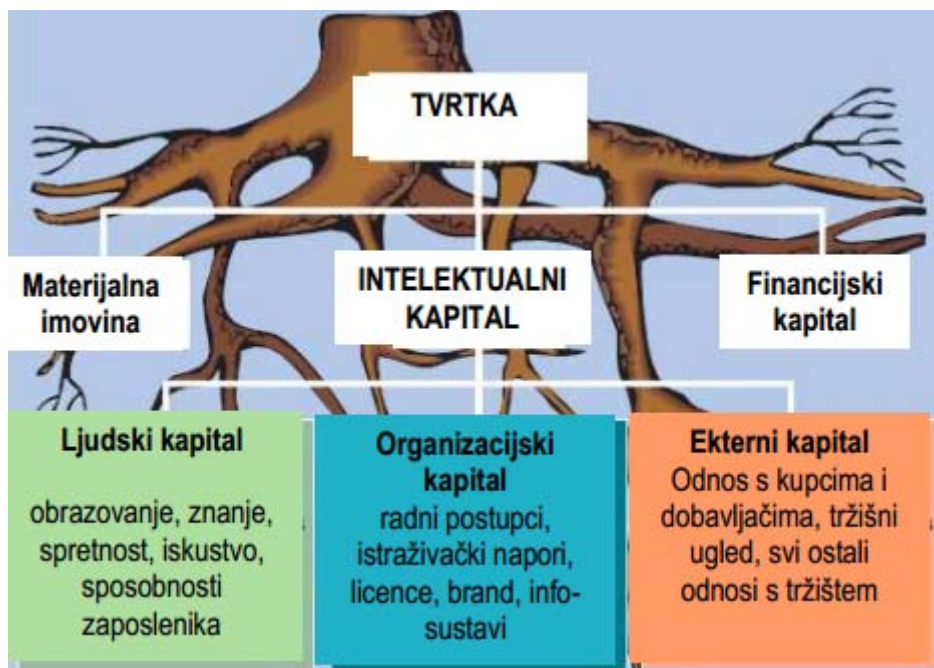 TVRTKA
Materijalna
imovina
INTELEKTUALNI
KAPITAL
Financijski
kapital
Ljudski kapital
obrazovanje, znanje,
spretnost, iskustvo,
sposobnosti
zaposlenika
Organizacijski
kapital
radni postupci,
istraživački napori,
licence, brand, info-
sustavi
Ekterni kapital
Odnos s kupcima i
dobavljačima, tržišni
ugled, svi ostali
odnosi s tržištem